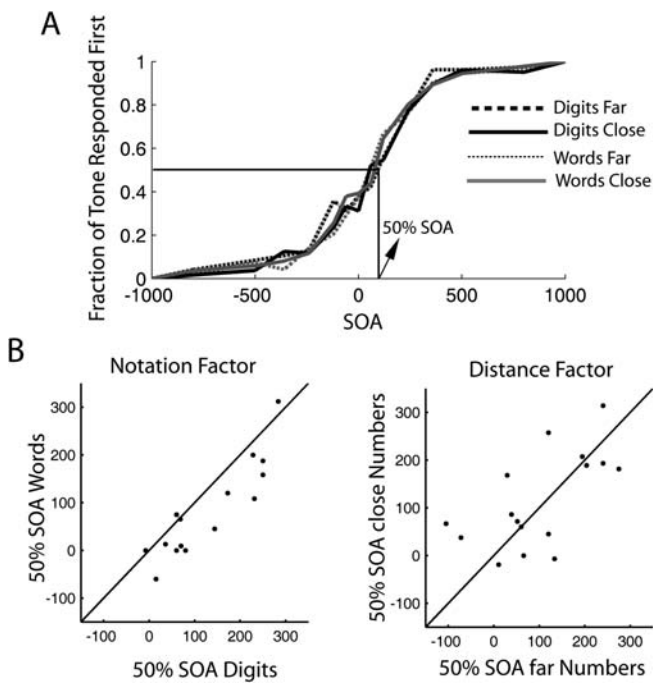 A
Fraction of Tone Responded First
1
0.8
0.6
0.4
0.2
0
-1000
-500
0
500
1000
SOA
50% SOA
Digits Far
Digits Close
Words Far
Words Close
B
Notation Factor
50% SOA Words
300
200
100
0
-100
-100
0
100
200
300
50% SOA Digits
Distance Factor
50% SOA close Numbers
300
200
100
0
-100
-100
0
100
200
300
50% SOA far Numbers